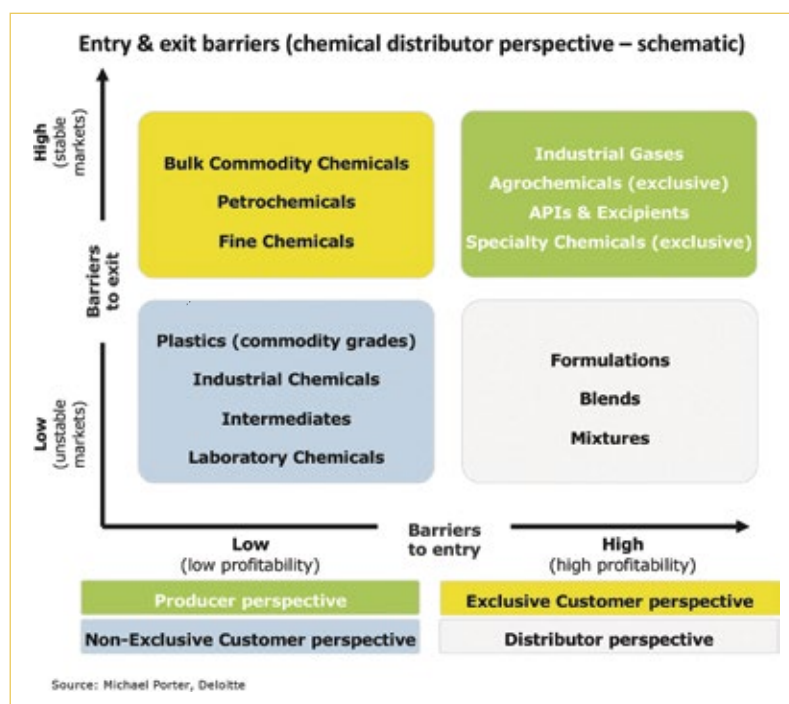 Entry & exit barriers (chemical distributor perspective – schematic)
High
(stable
markets)
Barriers
to exit
Low
(unstable
markets)
Bulk Commodity Chemicals
Petrochemicals
Fine Chemicals
Industrial Gases
Agrochemicals (exclusive)
APIs & Excipients
Specialty Chemicals (exclusive)
Plastics (commodity grades)
Industrial Chemicals
Intermediates
Laboratory Chemicals
Formulations
Blends
Mixtures
Low
(low profitability)
Barriers
to entry
High
(high profitability)
Producer perspective
Exclusive Customer perspective
Non-Exclusive Customer perspective
Distributor perspective
Source: Michael Porter, Deloitte